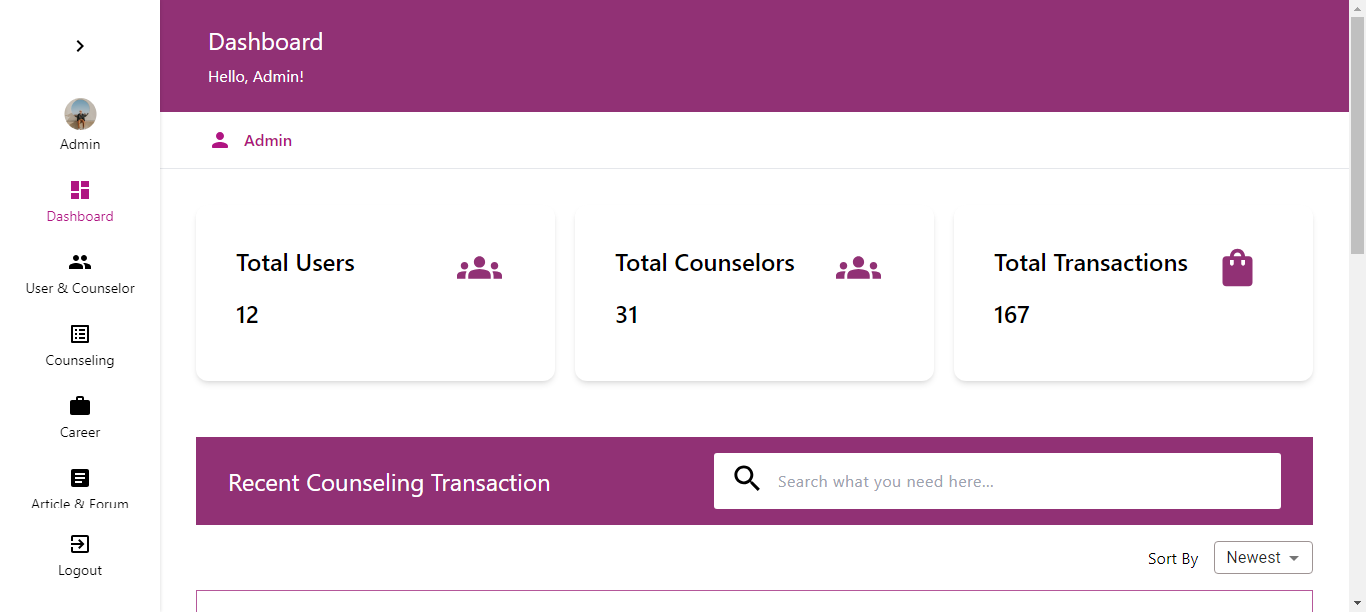 Dashboard
Hello, Admin!
Admin
Admin
Dashboard
User & Counselor
Counseling
Career
Article & Forum
Logout
Total Users
12
Total Counselors
31
Total Transactions
167
Recent Counseling Transaction
Search what you need here...
Sort By
Newest